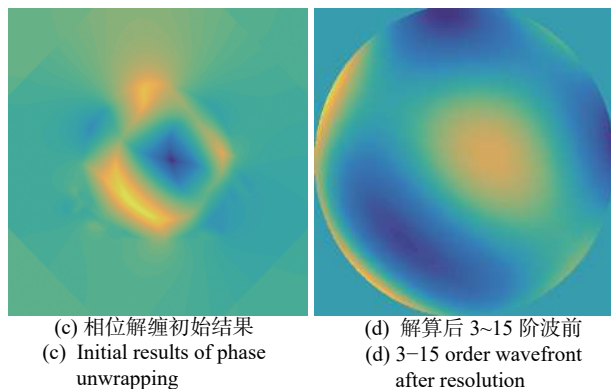 (c) 相位解缠初始结果
(c) Initial results of phase
unwrapping
(d) 解算后 3~15 阶波前
(d) 3−15 order wavefront
after resolution